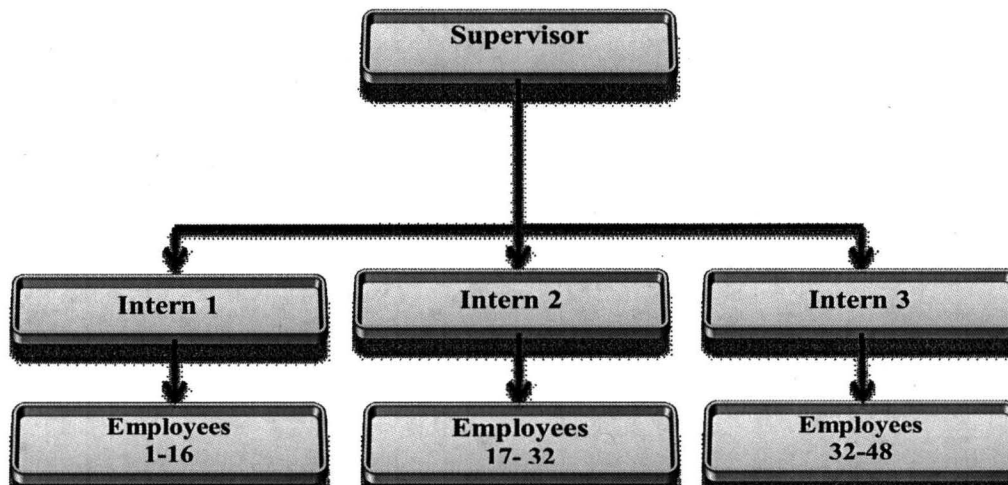 Supervisor
Intern 1
Intern 2
Intern 3
Employees
1-16
Employees
17- 32
Employees
32-48